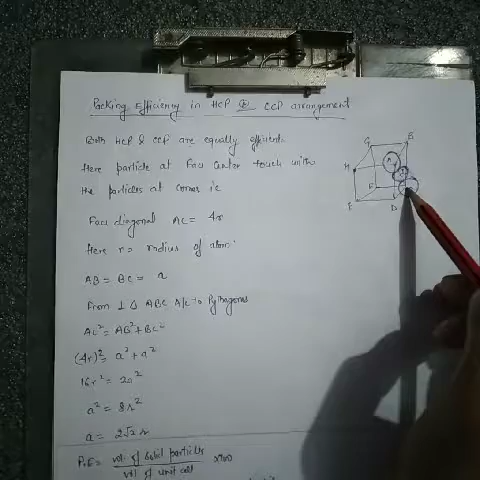 Packing Efficiency in HCP & CCP arrangement
Both HCP & CCP are equally efficient.
Here particle at Face Center touch with
the particles at corner i.e
Face diagonal AC = 4r
Here r = radius of atom.
AB = BC = a
From ⊥ Δ ABC A/c to Pythagoras
AC² = AB² + BC²
(4r)² = a² + a²
16r² = 2a²
a² = 8r²
a = 2√2 r
P.E = vol. of solid particles x100
vol. of unit cell
G
B
H
F
E
D